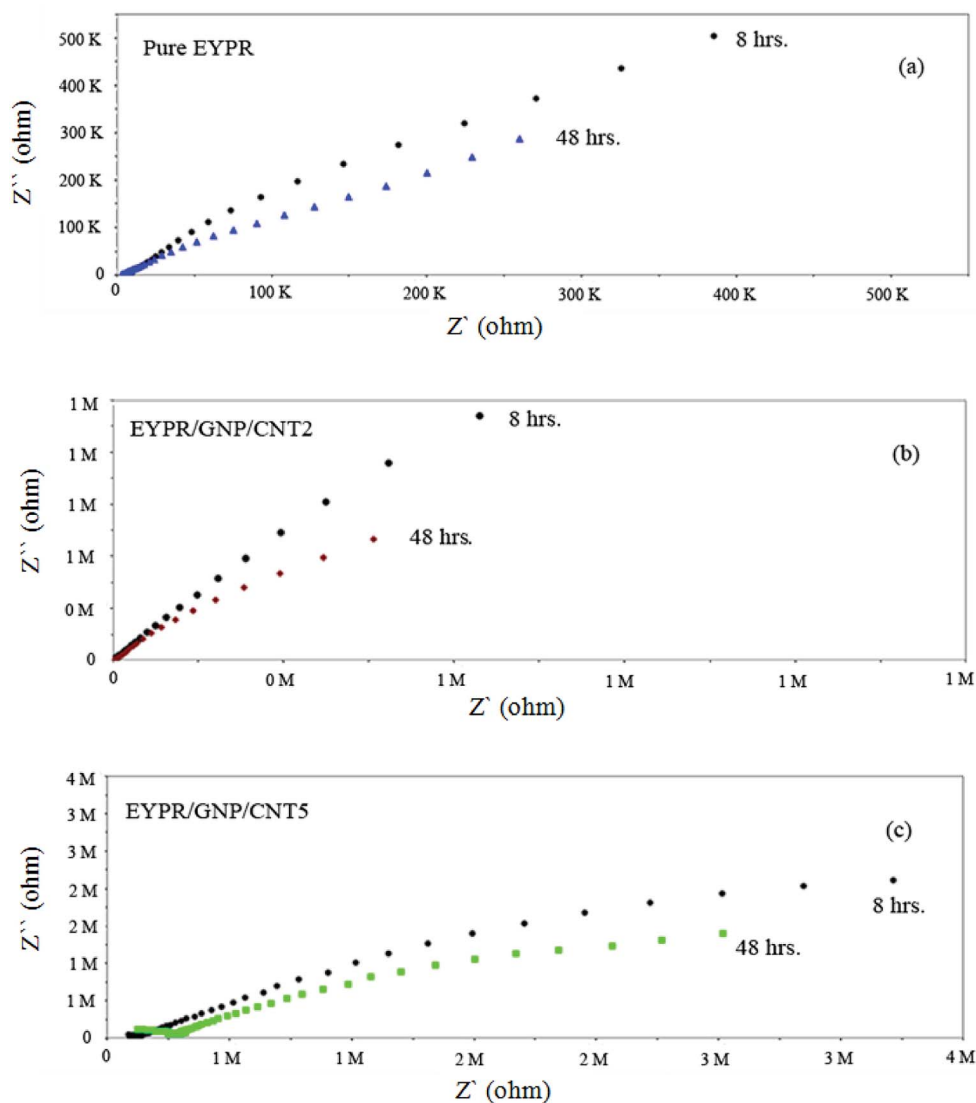 500 K
Pure EYPR
8 hrs.
(a)
400 K
Z`` (ohm)
300 K
48 hrs.
200 K
100 K
0
0
100 K
200 K
300 K
400 K
500 K
Z` (ohm)
1 M
EYPR/GNP/CNT2
8 hrs.
1 M
(b)
1 M
Z`` (ohm)
48 hrs.
1 M
0 M
0
0
0 M
1 M
1 M
1 M
1 M
Z` (ohm)
4 M
EYPR/GNP/CNT5
3 M
(c)
3 M
Z`` (ohm)
2 M
8 hrs.
2 M
48 hrs.
1 M
1 M
0
0
1 M
1 M
2 M
2 M
3 M
3 M
4 M
Z` (ohm)